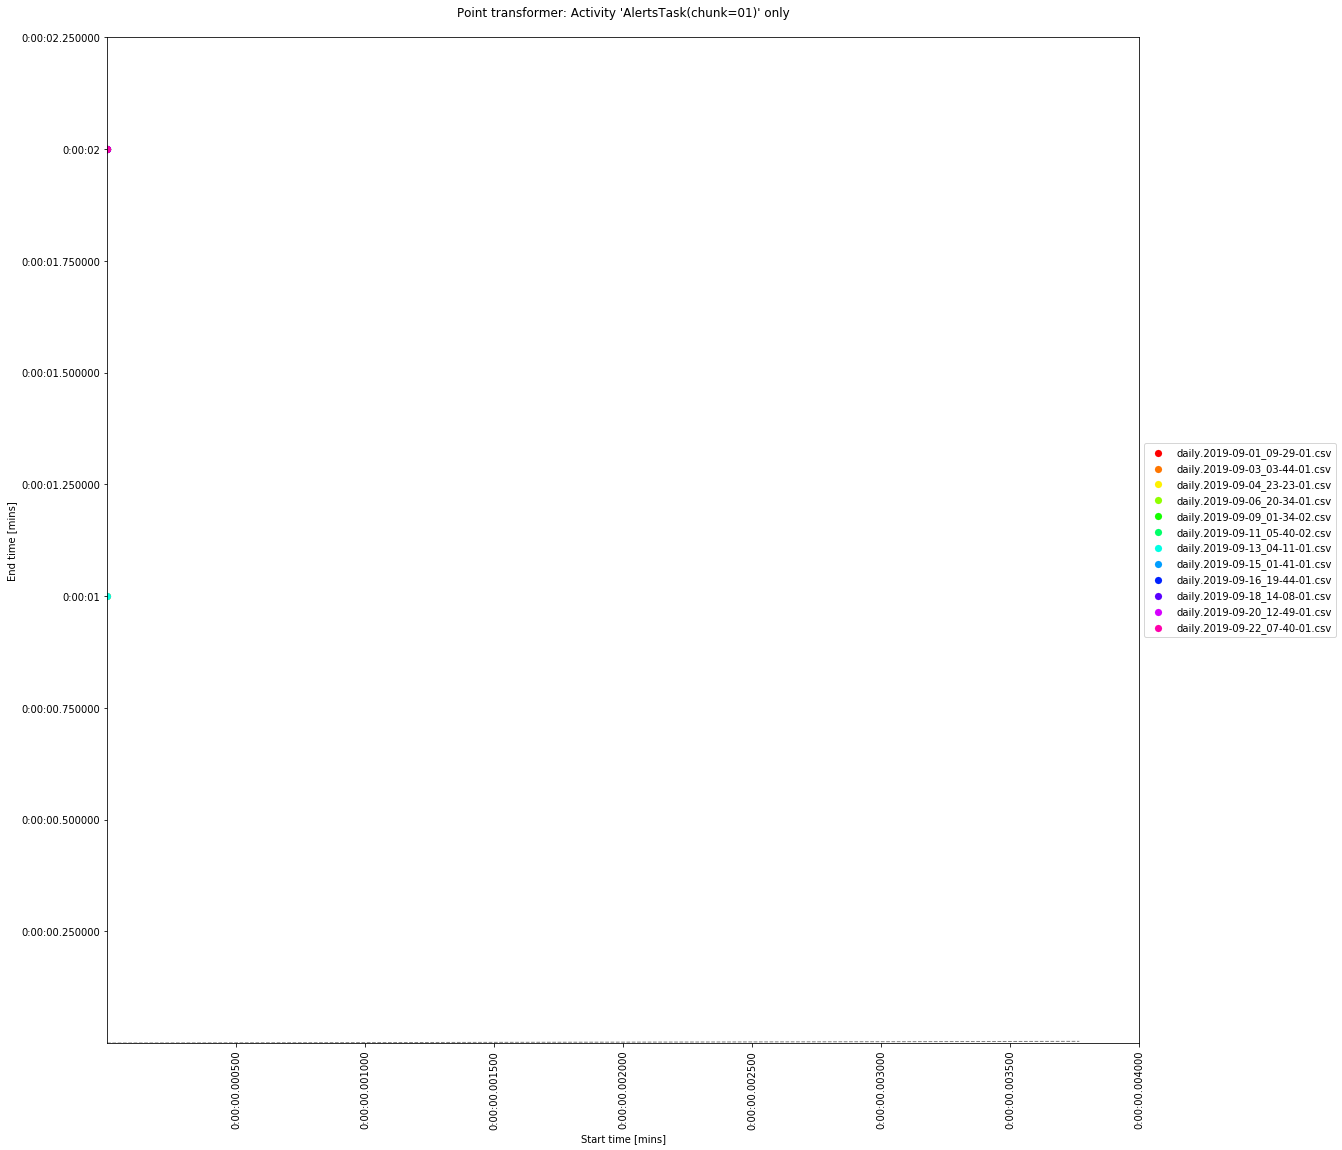 Point transformer: Activity 'AlertsTask(chunk=01)' only
0:00:02.250000
0:00:02
0:00:01.750000
0:00:01.500000
0:00:01.250000
0:00:01
0:00:00.750000
0:00:00.500000
0:00:00.250000
End time [mins]
0:00:00.000500
0:00:00.001000
0:00:00.001500
0:00:00.002000
0:00:00.002500
0:00:00.003000
0:00:00.003500
0:00:00.004000
Start time [mins]
daily.2019-09-01_09-29-01.csv
daily.2019-09-03_03-44-01.csv
daily.2019-09-04_23-23-01.csv
daily.2019-09-06_20-34-01.csv
daily.2019-09-09_01-34-02.csv
daily.2019-09-11_05-40-02.csv
daily.2019-09-13_04-11-01.csv
daily.2019-09-15_01-41-01.csv
daily.2019-09-16_19-44-01.csv
daily.2019-09-18_14-08-01.csv
daily.2019-09-20_12-49-01.csv
daily.2019-09-22_07-40-01.csv